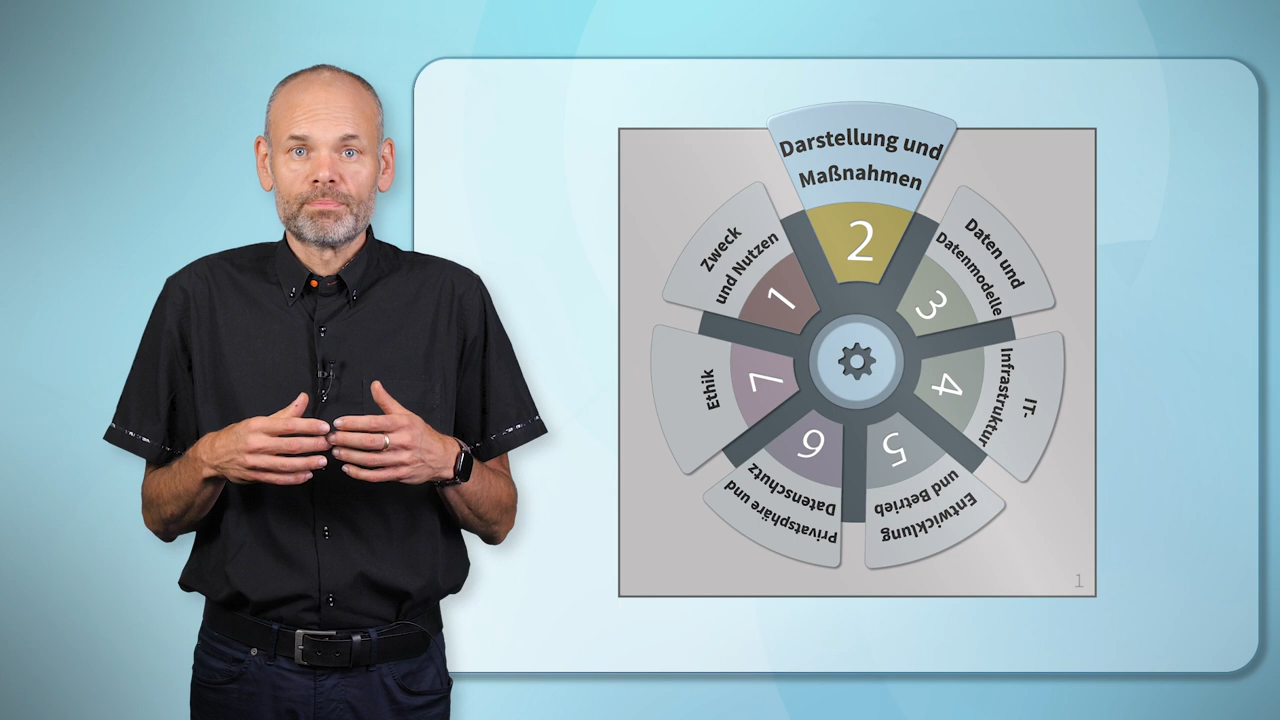 Darstellung und
Maßnahmen
2
Daten und
Datenmodelle
3
IT-
Infrastruktur
4
Entwicklung
und Betrieb
5
Privatsphäre und
Datenschutz
6
Ethik
7
Zweck
und Nutzen
1
1